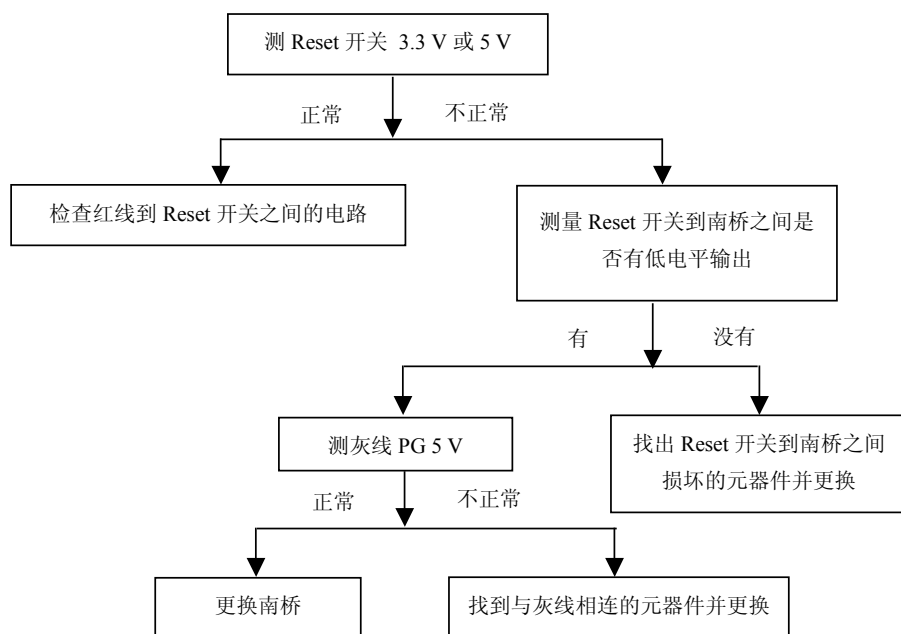 测 Reset 开关 3.3 V 或 5 V
正常
不正常
检查红线到 Reset 开关之间的电路
测量 Reset 开关到南桥之间是
否有低电平输出
有
没有
测灰线 PG 5 V
找出 Reset 开关到南桥之间
损坏的元器件并更换
正常
不正常
更换南桥
找到与灰线相连的元器件并更换